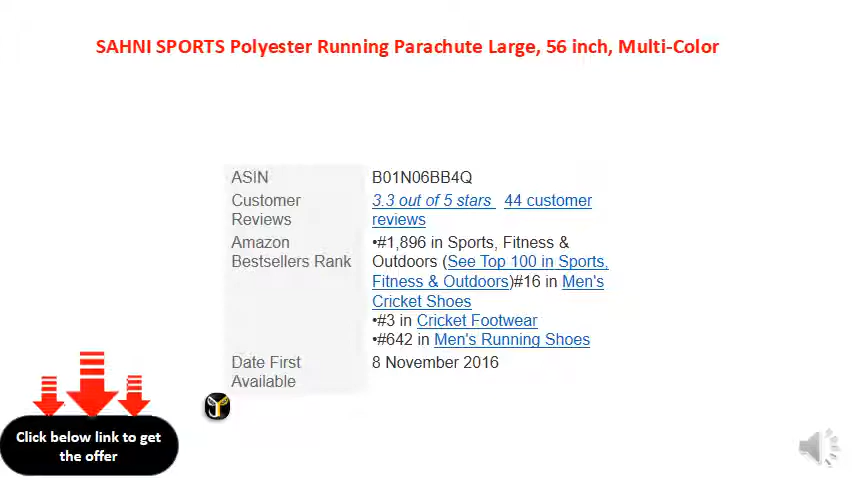 SAHNI SPORTS Polyester Running Parachute Large, 56 inch, Multi-Color
ASIN B01N06BB4Q
Customer 3.3 out of 5 stars 44 customer
Reviews reviews
Amazon •#1,896 in Sports, Fitness &
Bestsellers Rank Outdoors (See Top 100 in Sports,
Fitness & Outdoors)#16 in Men's
Cricket Shoes
•#3 in Cricket Footwear
•#642 in Men's Running Shoes
Date First 8 November 2016
Available
Click below link to get
the offer